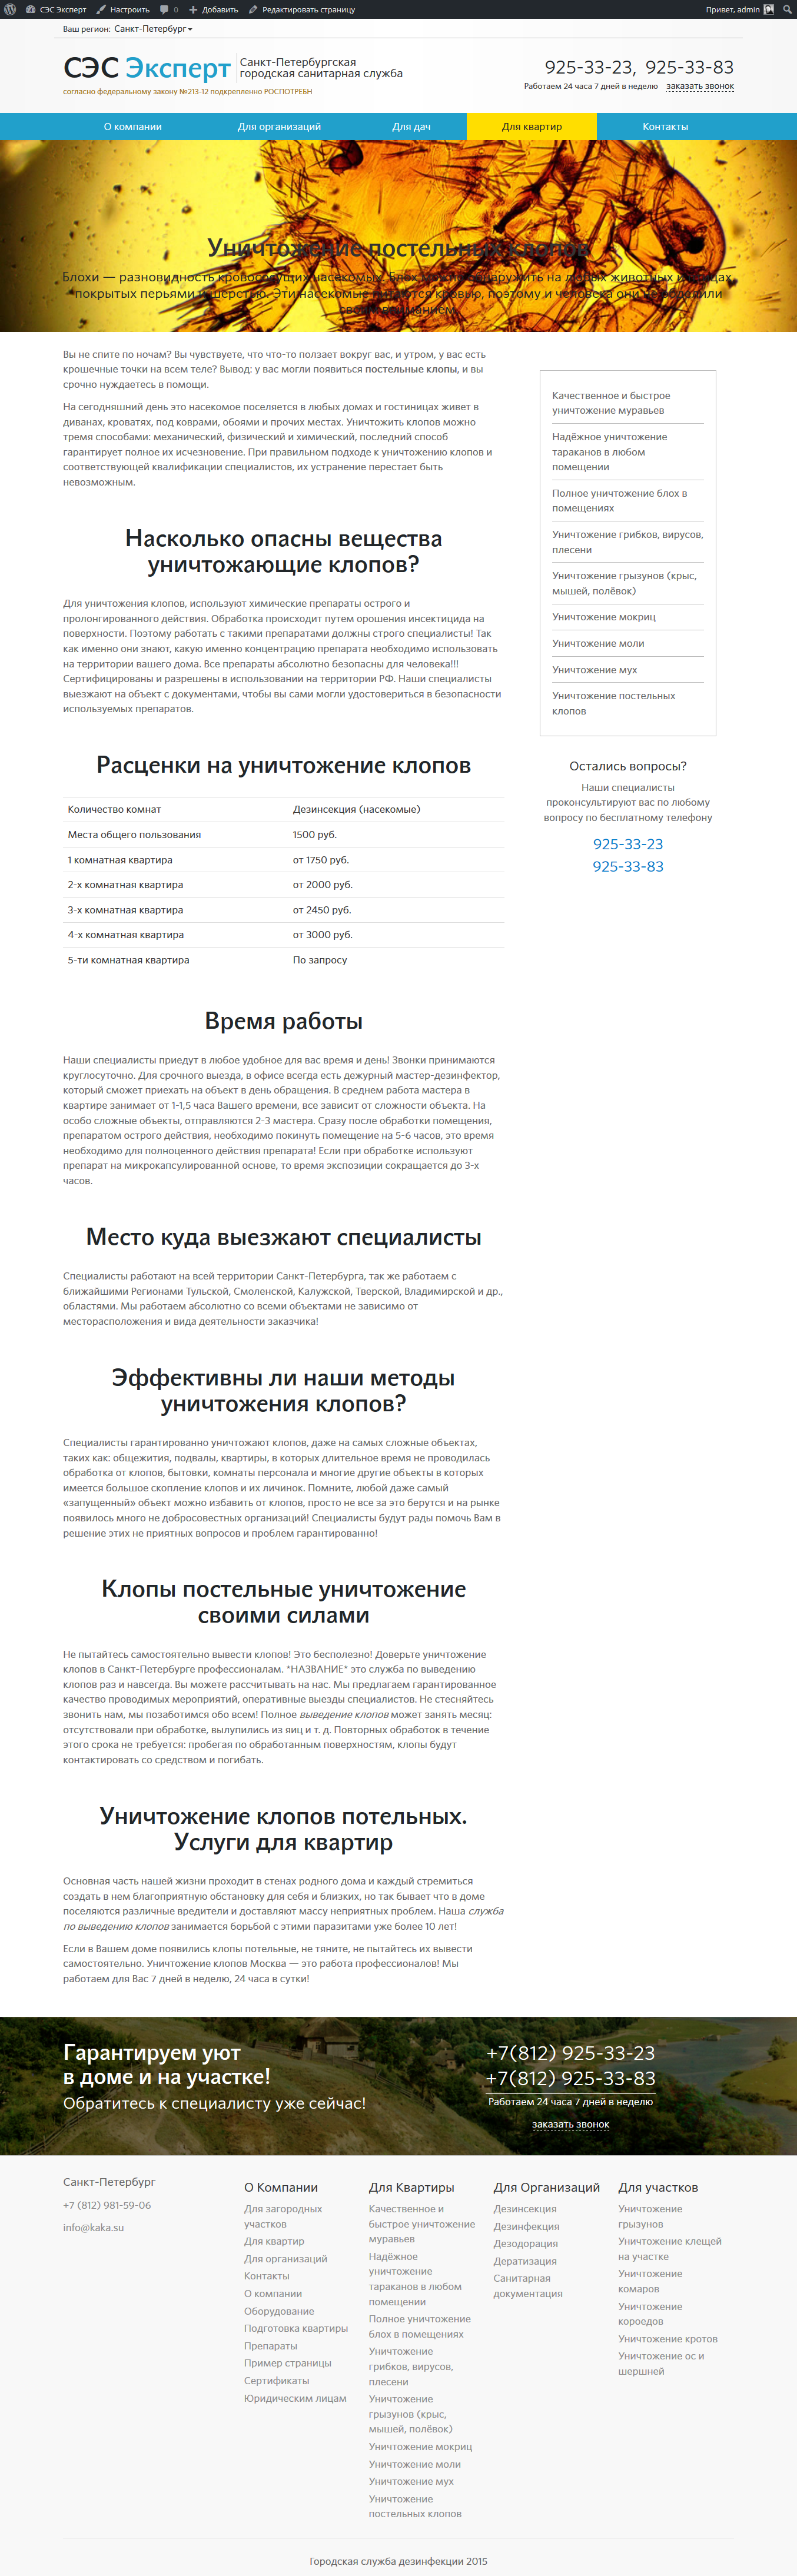 СЭС Эксперт   Настроить   0   Добавить   Редактировать страницу   Привет, admin
Ваш регион: Санкт-Петербург
СЭС Эксперт
Санкт-Петербургская
городская санитарная служба
согласно федеральному закону №213-12 подкрепленно РОСПОТРЕБН
925-33-23, 925-33-83
Работаем 24 часа 7 дней в неделю   заказать звонок
О компании   Для организаций   Для дач   Для квартир   Контакты
Уничтожение постельных клопов
Блохи — разновидность кровососущих насекомых. Блох можно обнаружить на любых животных и птицах,
покрытых перьями и шерстью. Эти насекомые питаются кровью, поэтому и человека они не обделили
своим вниманием.
Вы не спите по ночам? Вы чувствуете, что что-то ползает вокруг вас, и утром, у вас есть
крошечные точки на всем теле? Вывод: у вас могли появиться постельные клопы, и вы
срочно нуждаетесь в помощи.
На сегодняшний день это насекомое поселяется в любых домах и гостиницах живет в
диванах, кроватях, под коврами, обоями и прочих местах. Уничтожить клопов можно
тремя способами: механический, физический и химический, последний способ
гарантирует полное их исчезновение. При правильном подходе к уничтожению клопов и
соответствующей квалификации специалистов, их устранение перестает быть
невозможным.
Насколько опасны вещества
уничтожающие клопов?
Для уничтожения клопов, используют химические препараты острого и
пролонгированного действия. Обработка происходит путем орошения инсектицида на
поверхности. Поэтому работать с такими препаратами должны строго специалисты! Так
как именно они знают, какую именно концентрацию препарата необходимо использовать
на территории вашего дома. Все препараты абсолютно безопасны для человека!!!
Сертифицированы и разрешены в использовании на территории РФ. Наши специалисты
выезжают на объект с документами, чтобы вы сами могли удостовериться в безопасности
используемых препаратов.
Расценки на уничтожение клопов
Количество комнат   Дезинсекция (насекомые)
Места общего пользования   1500 руб.
1 комнатная квартира   от 1750 руб.
2-х комнатная квартира   от 2000 руб.
3-х комнатная квартира   от 2450 руб.
4-х комнатная квартира   от 3000 руб.
5-ти комнатная квартира   По запросу
Время работы
Наши специалисты приедут в любое удобное для вас время и день! Звонки принимаются
круглосуточно. Для срочного выезда, в офисе всегда есть дежурный мастер-дезинфектор,
который сможет приехать на объект в день обращения. В среднем работа мастера в
квартире занимает от 1-1,5 часа Вашего времени, все зависит от сложности объекта. На
особо сложные объекты, отправляются 2-3 мастера. Сразу после обработки помещения,
препаратом острого действия, необходимо покинуть помещение на 5-6 часов, это время
необходимо для полноценного действия препарата! Если при обработке используют
препарат на микрокапсулированной основе, то время экспозиции сокращается до 3-х
часов.
Место куда выезжают специалисты
Специалисты работают на всей территории Санкт-Петербурга, так же работаем с
ближайшими Регионами Тульской, Смоленской, Калужской, Тверской, Владимирской и др.,
областями. Мы работаем абсолютно со всеми объектами не зависимо от
месторасположения и вида деятельности заказчика!
Эффективны ли наши методы
уничтожения клопов?
Специалисты гарантированно уничтожают клопов, даже на самых сложные объектах,
таких как: общежития, подвалы, квартиры, в которых длительное время не проводилась
обработка от клопов, бытовки, комнаты персонала и многие другие объекты в которых
имеется большое скопление клопов и их личинок. Помните, любой даже самый
«запущенный» объект можно избавить от клопов, просто не все за это берутся и на рынке
появилось много не добросовестных организаций! Специалисты будут рады помочь Вам в
решение этих не приятных вопросов и проблем гарантированно!
Клопы постельные уничтожение
своими силами
Не пытайтесь самостоятельно вывести клопов! Это бесполезно! Доверьте уничтожение
клопов в Санкт-Петербурге профессионалам. *НАЗВАНИЕ* это служба по выведению
клопов раз и навсегда. Вы можете рассчитывать на нас. Мы предлагаем гарантированное
качество проводимых мероприятий, оперативные выезды специалистов. Не стесняйтесь
звонить нам, мы позаботимся обо всем! Полное выведение клопов может занять месяц:
отсутствовали при обработке, вылупились из яиц и т. д. Повторных обработок в течение
этого срока не требуется: пробегая по обработанным поверхностям, клопы будут
контактировать со средством и погибать.
Уничтожение клопов потельных.
Услуги для квартир
Основная часть нашей жизни проходит в стенах родного дома и каждый стремиться
создать в нем благоприятную обстановку для себя и близких, но так бывает что в доме
поселяются различные вредители и доставляют массу неприятных проблем. Наша служба
по выведению клопов занимается борьбой с этими паразитами уже более 10 лет!
Если в Вашем доме появились клопы потельные, не тяните, не пытайтесь их вывести
самостоятельно. Уничтожение клопов Москва — это работа профессионалов! Мы
работаем для Вас 7 дней в неделю, 24 часа в сутки!
Качественное и быстрое
уничтожение муравьев
Надёжное уничтожение
тараканов в любом
помещении
Полное уничтожение блох в
помещениях
Уничтожение грибков, вирусов,
плесени
Уничтожение грызунов (крыс,
мышей, полёвок)
Уничтожение мокриц
Уничтожение моли
Уничтожение мух
Уничтожение постельных
клопов
Остались вопросы?
Наши специалисты
проконсультируют вас по любому
вопросу по бесплатному телефону
925-33-23
925-33-83
Гарантируем уют
в доме и на участке!
Обратитесь к специалисту уже сейчас!
+7(812) 925-33-23
+7(812) 925-33-83
Работаем 24 часа 7 дней в неделю
заказать звонок
Санкт-Петербург
+7 (812) 981-59-06
info@kaka.su
О Компании
Для загородных
участков
Для квартир
Для организаций
Контакты
О компании
Оборудование
Подготовка квартиры
Препараты
Пример страницы
Сертификаты
Юридическим лицам
Для Квартиры
Качественное и
быстрое уничтожение
муравьев
Надёжное
уничтожение
тараканов в любом
помещении
Полное уничтожение
блох в помещениях
Уничтожение
грибков, вирусов,
плесени
Уничтожение
грызунов (крыс,
мышей, полёвок)
Уничтожение мокриц
Уничтожение моли
Уничтожение мух
Уничтожение
постельных клопов
Для Организаций
Дезинсекция
Дезинфекция
Дезодорация
Дератизация
Санитарная
документация
Для участков
Уничтожение
грызунов
Уничтожение клещей
на участке
Уничтожение
комаров
Уничтожение
короедов
Уничтожение кротов
Уничтожение ос и
шершней
Городская служба дезинфекции 2015